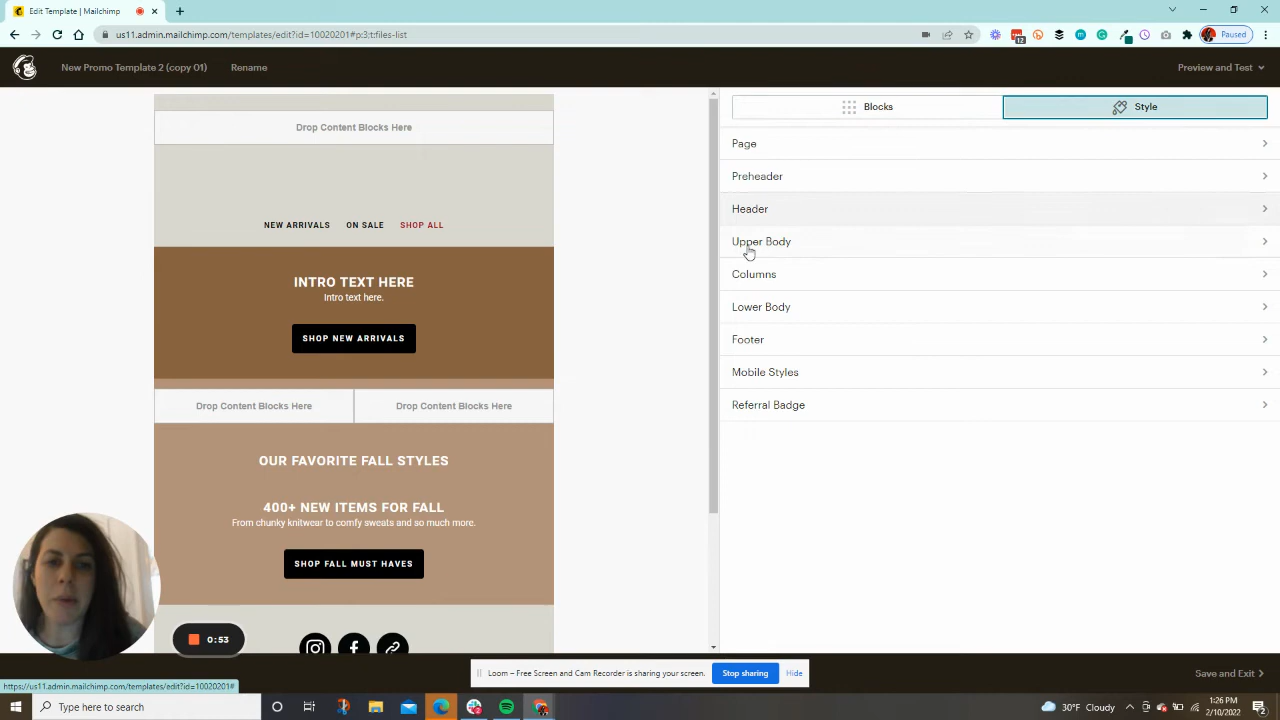 Edit Template | Mailchimp
us11.admin.mailchimp.com/templates/edit?id=10020201#p:3,t:files-list
12
Paused
New Promo Template 2 (copy 01)
Rename
Preview and Test
Blocks
Style
Drop Content Blocks Here
NEW ARRIVALS ON SALE SHOP ALL
INTRO TEXT HERE
Intro text here.
SHOP NEW ARRIVALS
Drop Content Blocks Here
Drop Content Blocks Here
OUR FAVORITE FALL STYLES
400+ NEW ITEMS FOR FALL
From chunky knitwear to comfy sweats and so much more.
SHOP FALL MUST HAVES
Page
Preheader
Header
Upper Body
Columns
Lower Body
Footer
Mobile Styles
Referral Badge
0:53
Loom – Free Screen and Cam Recorder is sharing your screen.
Stop sharing
Hide
Save and Exit
https://us11.admin.mailchimp.com/templates/edit?id=10020201#
Type here to search
30°F Cloudy
1:26 PM
2/10/2022